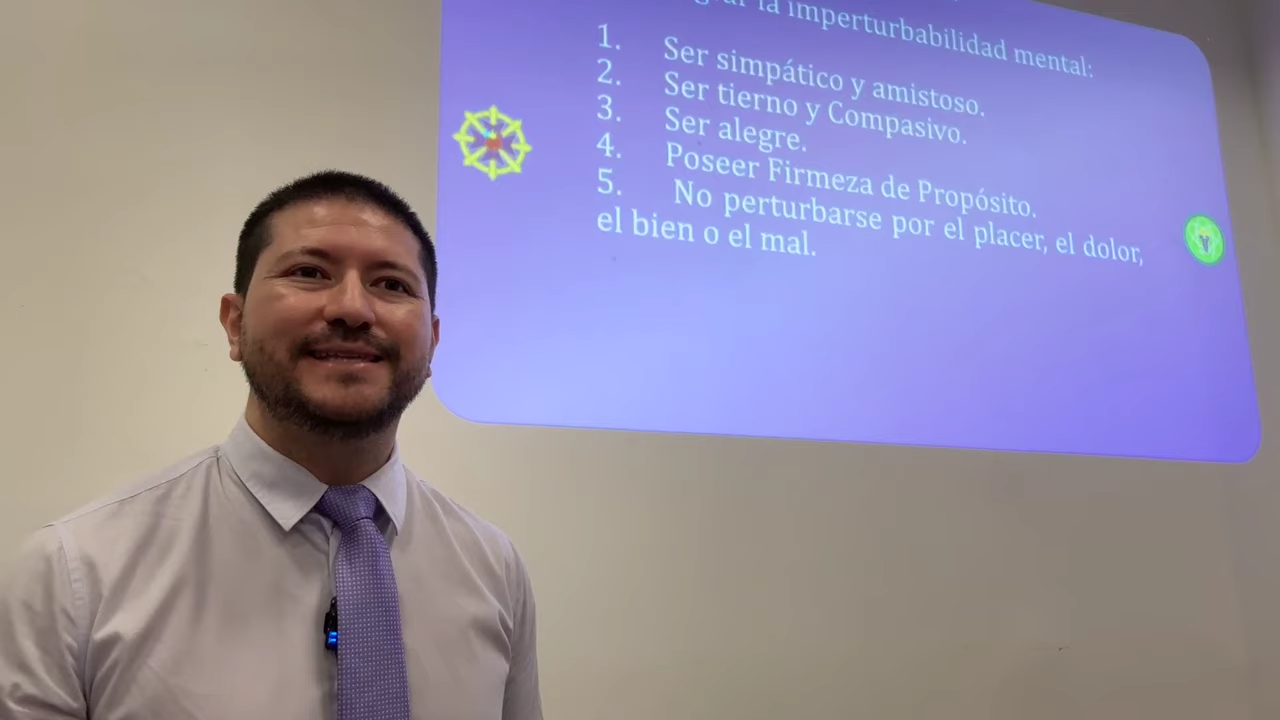 la imperturbabilidad mental:
1. Ser simpático y amistoso.
2. Ser tierno y Compasivo.
3. Ser alegre.
4. Poseer Firmeza de Propósito.
5. No perturbarse por el placer, el dolor,
el bien o el mal.